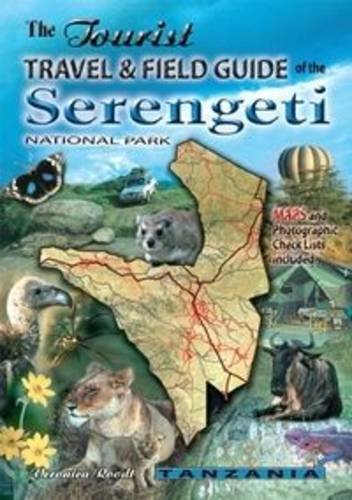 The Tourist
TRAVEL & FIELD GUIDE of the
Serengeti
NATIONAL PARK
MAPS and
Photographic
Check Lists
included
Veronica Roodt
TANZANIA